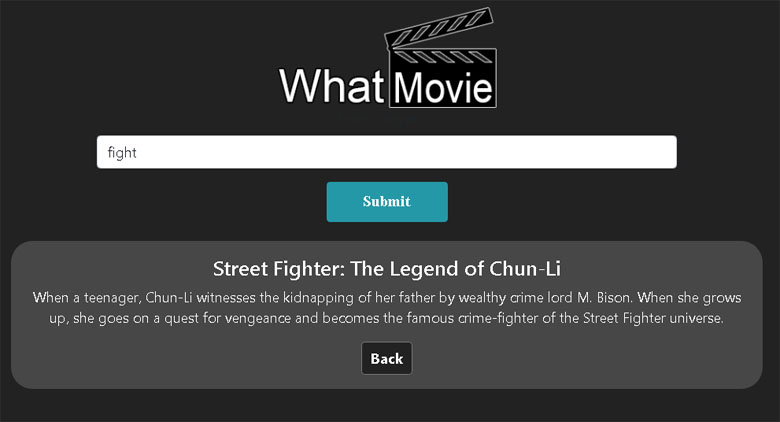 What Movie
fight
Submit
Street Fighter: The Legend of Chun-Li
When a teenager, Chun-Li witnesses the kidnapping of her father by wealthy crime lord M. Bison. When she grows
up, she goes on a quest for vengeance and becomes the famous crime-fighter of the Street Fighter universe.
Back